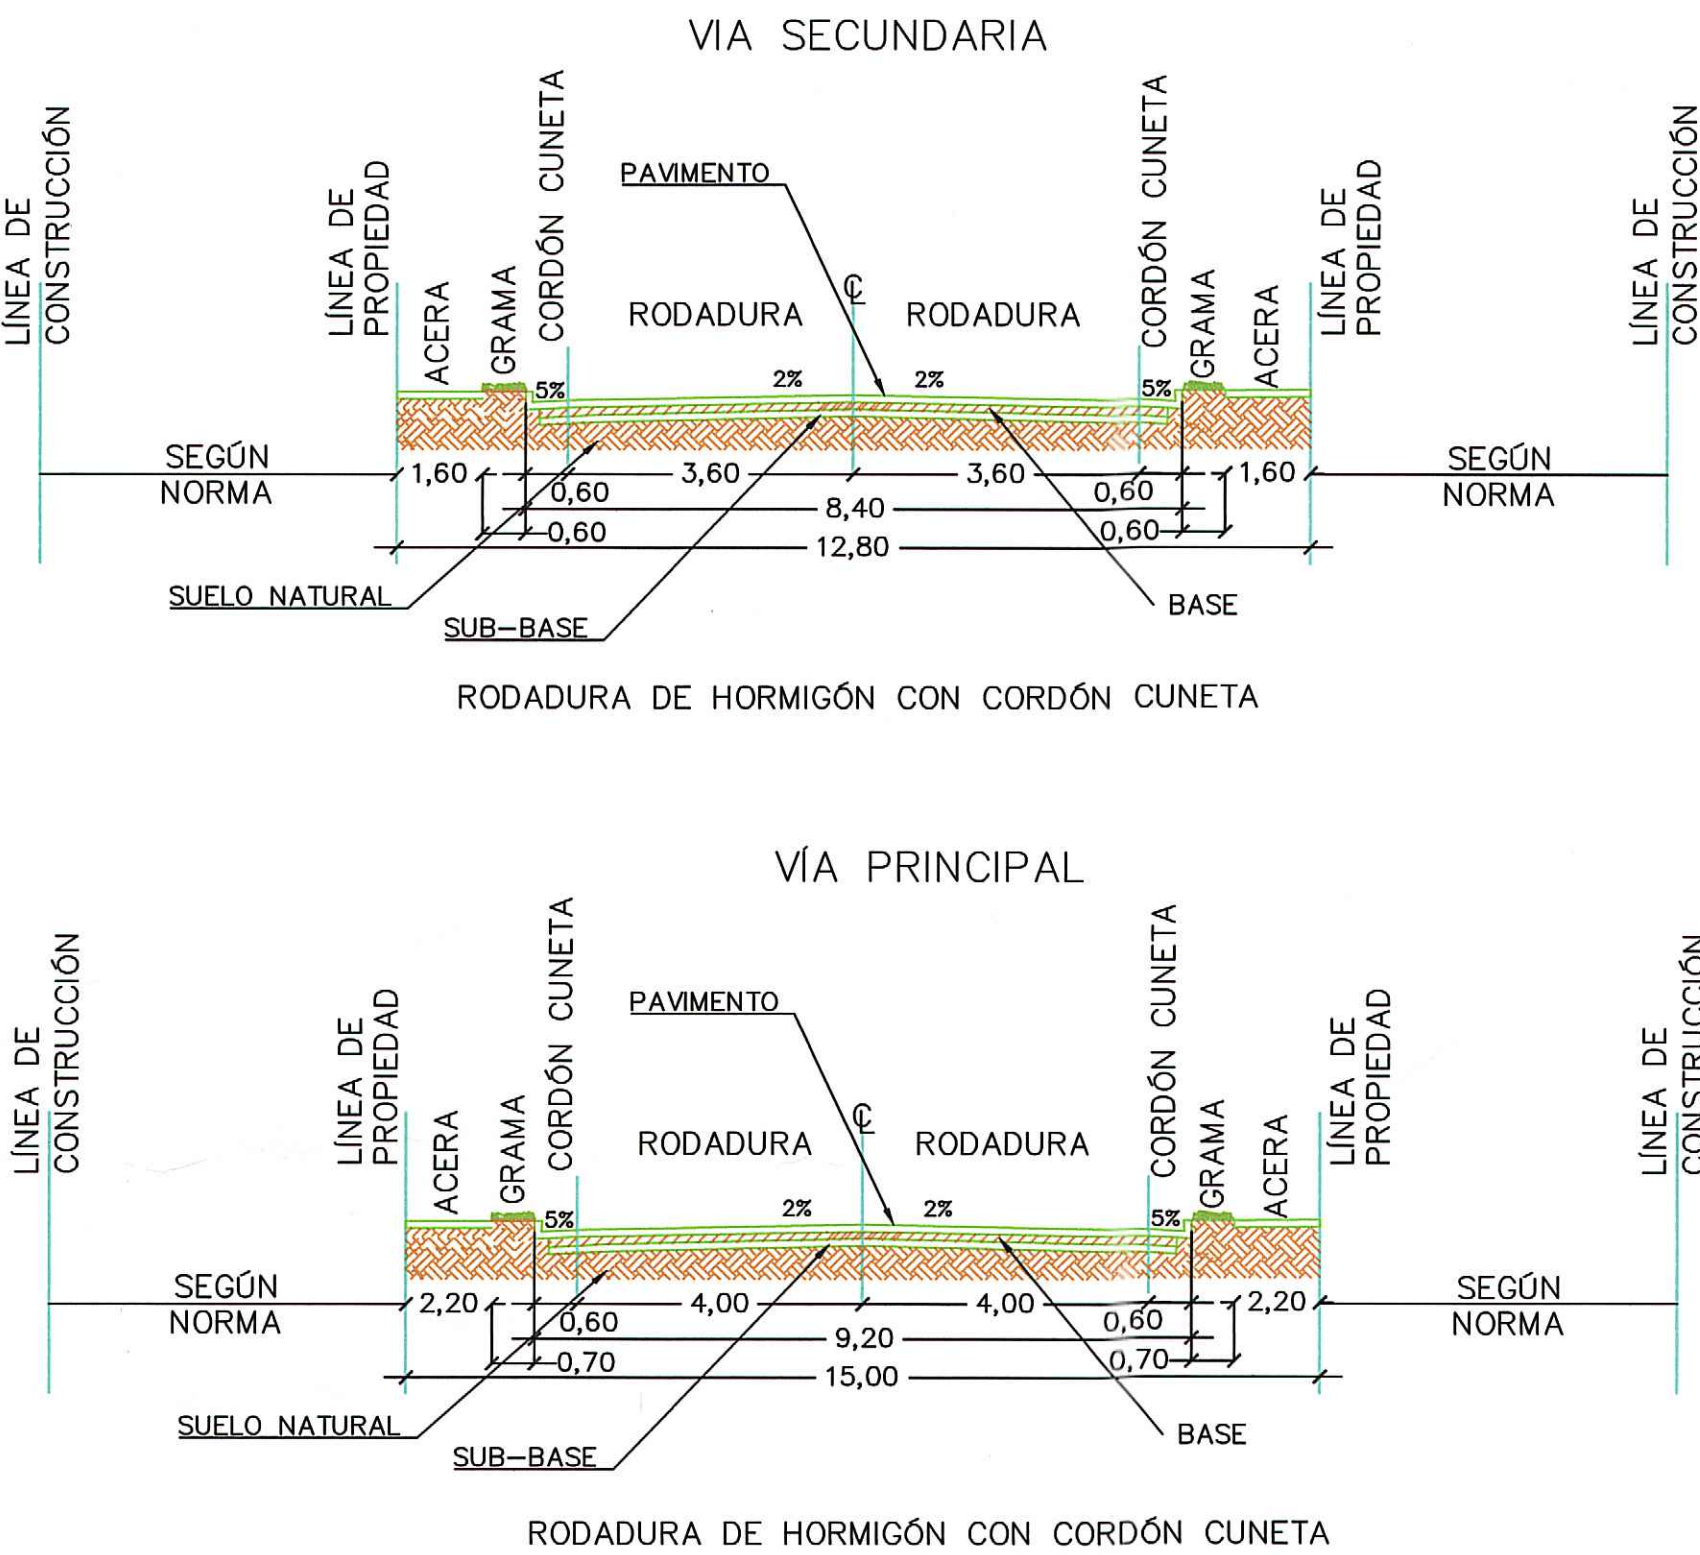 VIA SECUNDARIA
LÍNEA DE
CONSTRUCCIÓN
LÍNEA DE
PROPIEDAD
ACERA
GRAMA
CORDÓN CUNETA
PAVIMENTO
RODADURA
℄
RODADURA
CORDÓN CUNETA
GRAMA
ACERA
LÍNEA DE
PROPIEDAD
LÍNEA DE
CONSTRUCCIÓN
5%
2%
2%
5%
SEGÚN
NORMA
1,60
3,60
3,60
1,60
SEGÚN
NORMA
0,60
0,60
8,40
0,60
0,60
12,80
SUELO NATURAL
SUB-BASE
BASE
RODADURA DE HORMIGÓN CON CORDÓN CUNETA
VÍA PRINCIPAL
LÍNEA DE
CONSTRUCCIÓN
LÍNEA DE
PROPIEDAD
ACERA
GRAMA
CORDÓN CUNETA
PAVIMENTO
RODADURA
℄
RODADURA
CORDÓN CUNETA
GRAMA
ACERA
LÍNEA DE
PROPIEDAD
LÍNEA DE
CONSTRUCCIÓN
5%
2%
2%
5%
SEGÚN
NORMA
2,20
4,00
4,00
2,20
SEGÚN
NORMA
0,60
0,60
9,20
0,70
0,70
15,00
SUELO NATURAL
SUB-BASE
BASE
RODADURA DE HORMIGÓN CON CORDÓN CUNETA